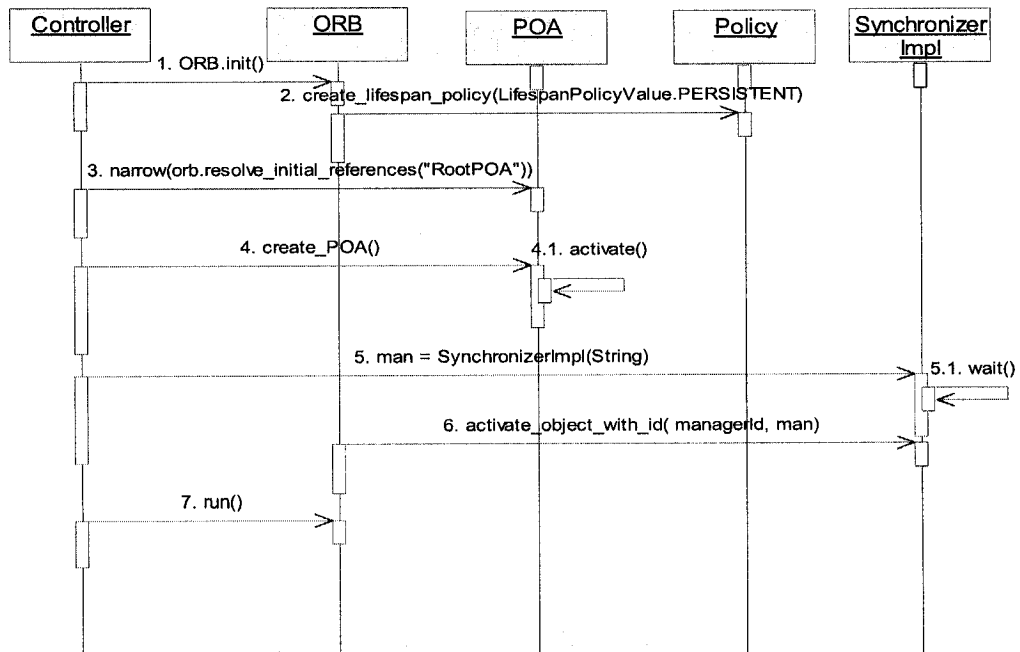 Controller
ORB
POA
Policy
Synchronizer
Impl
1. ORB.init()
2. create_lifespan_policy(LifespanPolicyValue.PERSISTENT)
3. narrow(orb.resolve_initial_references("RootPOA"))
4. create_POA()
4.1. activate()
5. man = SynchronizerImpl(String)
5.1. wait()
6. activate_object_with_id( managerId, man)
7. run()